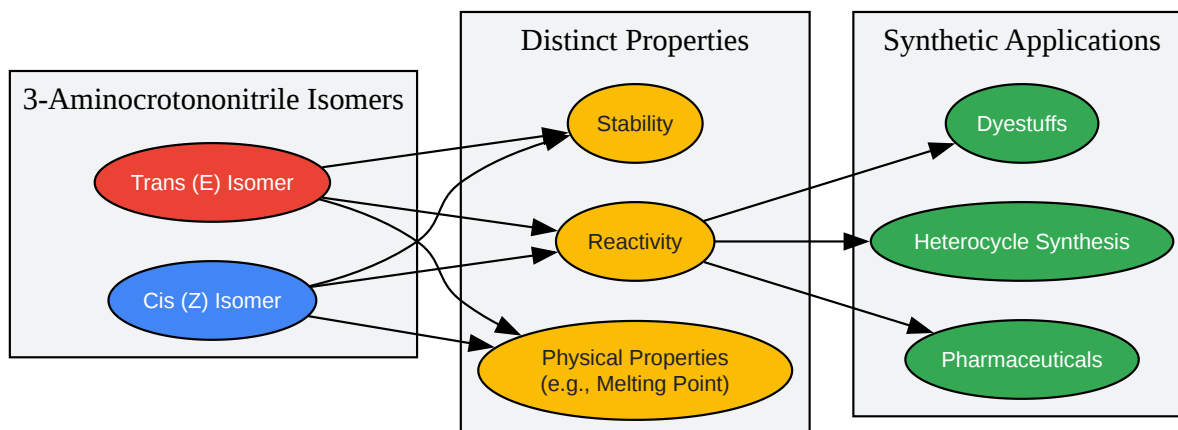 3-Aminocrotononitrile Isomers
Trans (E) Isomer
Cis (Z) Isomer
Distinct Properties
Stability
Reactivity
Physical Properties
(e.g., Melting Point)
Synthetic Applications
Dyestuffs
Heterocycle Synthesis
Pharmaceuticals